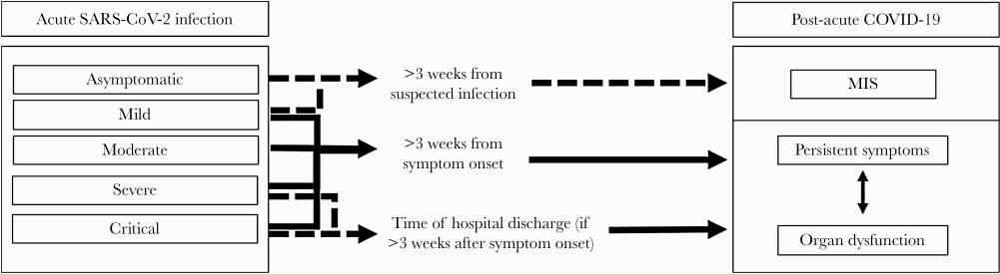 Acute SARS-CoV-2 infection
Post-acute COVID-19
Asymptomatic
Mild
Moderate
Severe
Critical
>3 weeks from
suspected infection
>3 weeks from
symptom onset
Time of hospital discharge (if
>3 weeks after symptom onset)
MIS
Persistent symptoms
Organ dysfunction